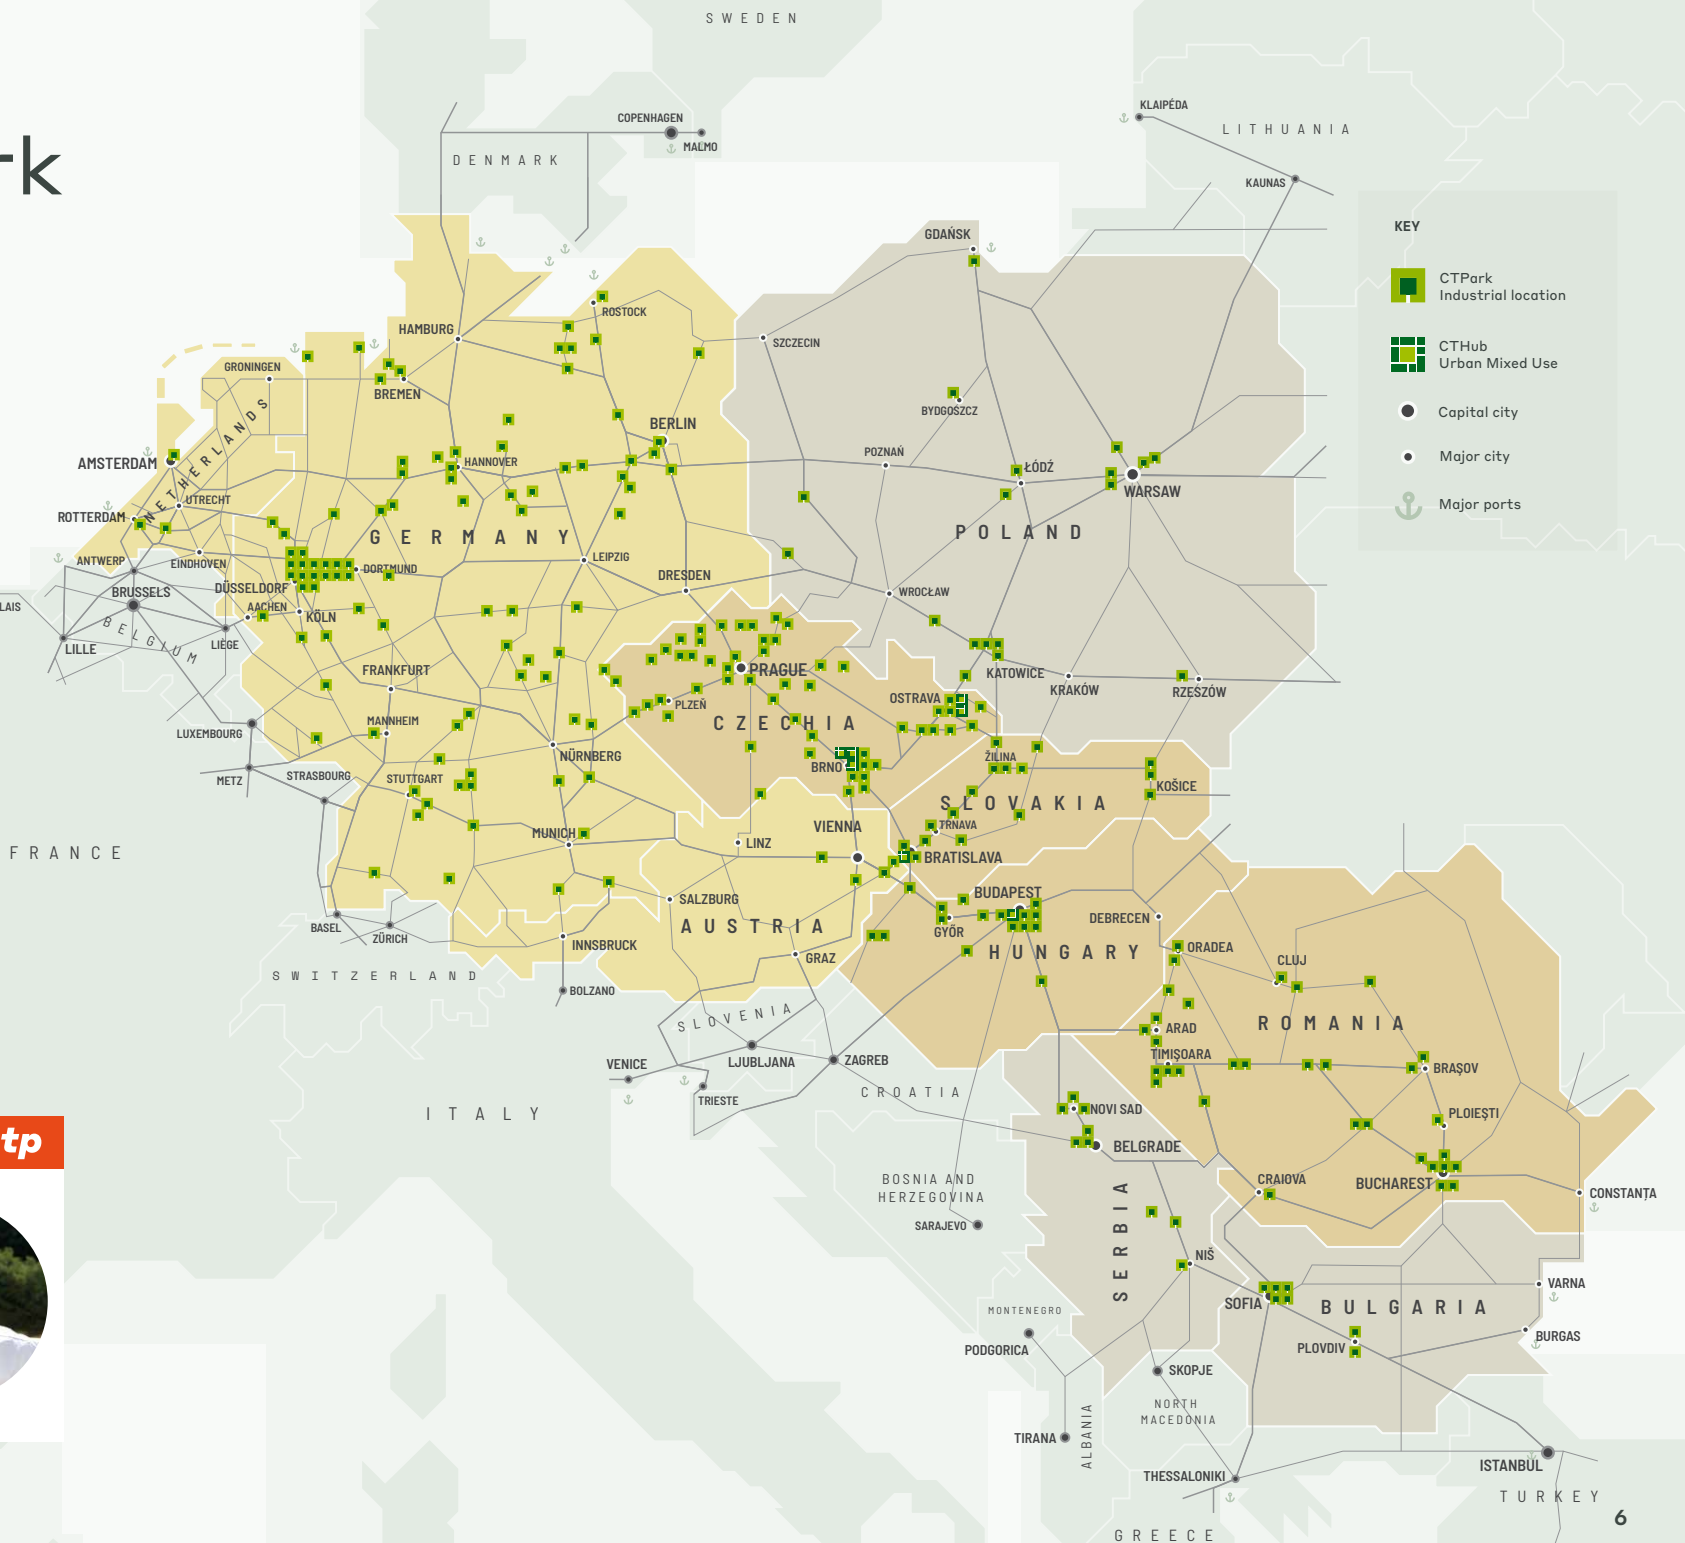 rk
SWEDEN
COPENHAGEN
MALMO
DENMARK
KLAIPĖDA
LITHUANIA
KAUNAS
KEY
CTPark
Industrial location
CTHub
Urban Mixed Use
Capital city
Major city
Major ports
GDAŃSK
ROSTOCK
HAMBURG
SZCZECIN
GRONINGEN
BREMEN
BYDGOSZCZ
NETHERLANDS
BERLIN
AMSTERDAM
HANNOVER
POZNAŃ
ŁÓDŹ
WARSAW
UTRECHT
ROTTERDAM
GERMANY
POLAND
ANTWERP
EINDHOVEN
DORTMUND
LEIPZIG
DRESDEN
BRUSSELS
DÜSSELDORF
WROCŁAW
LAIS
AACHEN
KÖLN
BELGIUM
LIÈGE
LILLE
FRANKFURT
PRAGUE
KATOWICE
KRAKÓW
RZESZÓW
OSTRAVA
PLZEŇ
CZECHIA
LUXEMBOURG
MANNHEIM
NÜRNBERG
ŽILINA
BRNO
METZ
STRASBOURG
STUTTGART
KOŠICE
SLOVAKIA
VIENNA
TRNAVA
MUNICH
LINZ
FRANCE
BRATISLAVA
BUDAPEST
SALZBURG
DEBRECEN
BASEL
ZÜRICH
AUSTRIA
GYÖR
INNSBRUCK
HUNGARY
ORADEA
GRAZ
CLUJ
SWITZERLAND
BOLZANO
SLOVENIA
ROMANIA
ARAD
TIMIȘOARA
VENICE
LJUBLJANA
ZAGREB
BRAȘOV
TRIESTE
CROATIA
NOVI SAD
ITALY
PLOIEȘTI
tp
BELGRADE
BOSNIA AND
HERZEGOVINA
CRAIOVA
BUCHAREST
CONSTANȚA
SARAJEVO
SERBIA
NIŠ
VARNA
SOFIA
BULGARIA
MONTENEGRO
BURGAS
PLOVDIV
PODGORICA
SKOPJE
NORTH
MACEDONIA
TIRANA
ALBANIA
ISTANBUL
THESSALONIKI
TURKEY
6
GREECE